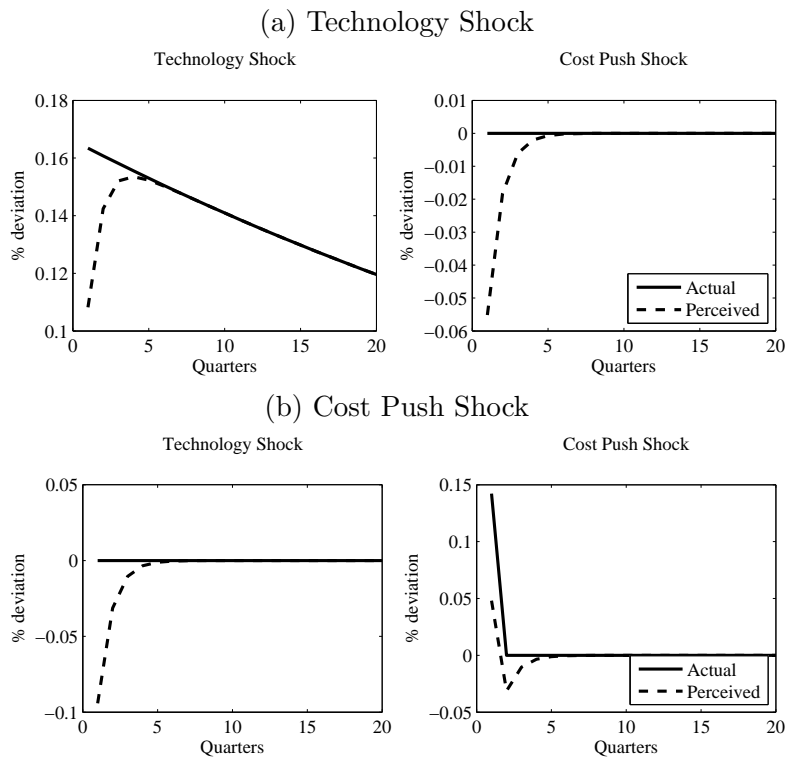 (a) Technology Shock
Technology Shock
Cost Push Shock
0.18
0.16
0.14
0.12
0.1
% deviation
0 5 10 15 20
Quarters
0.01
0
−0.01
−0.02
−0.03
−0.04
−0.05
−0.06
% deviation
Actual
Perceived
0 5 10 15 20
Quarters
(b) Cost Push Shock
Technology Shock
Cost Push Shock
0.05
0
−0.05
−0.1
% deviation
0 5 10 15 20
Quarters
0.15
0.1
0.05
0
−0.05
% deviation
Actual
Perceived
0 5 10 15 20
Quarters